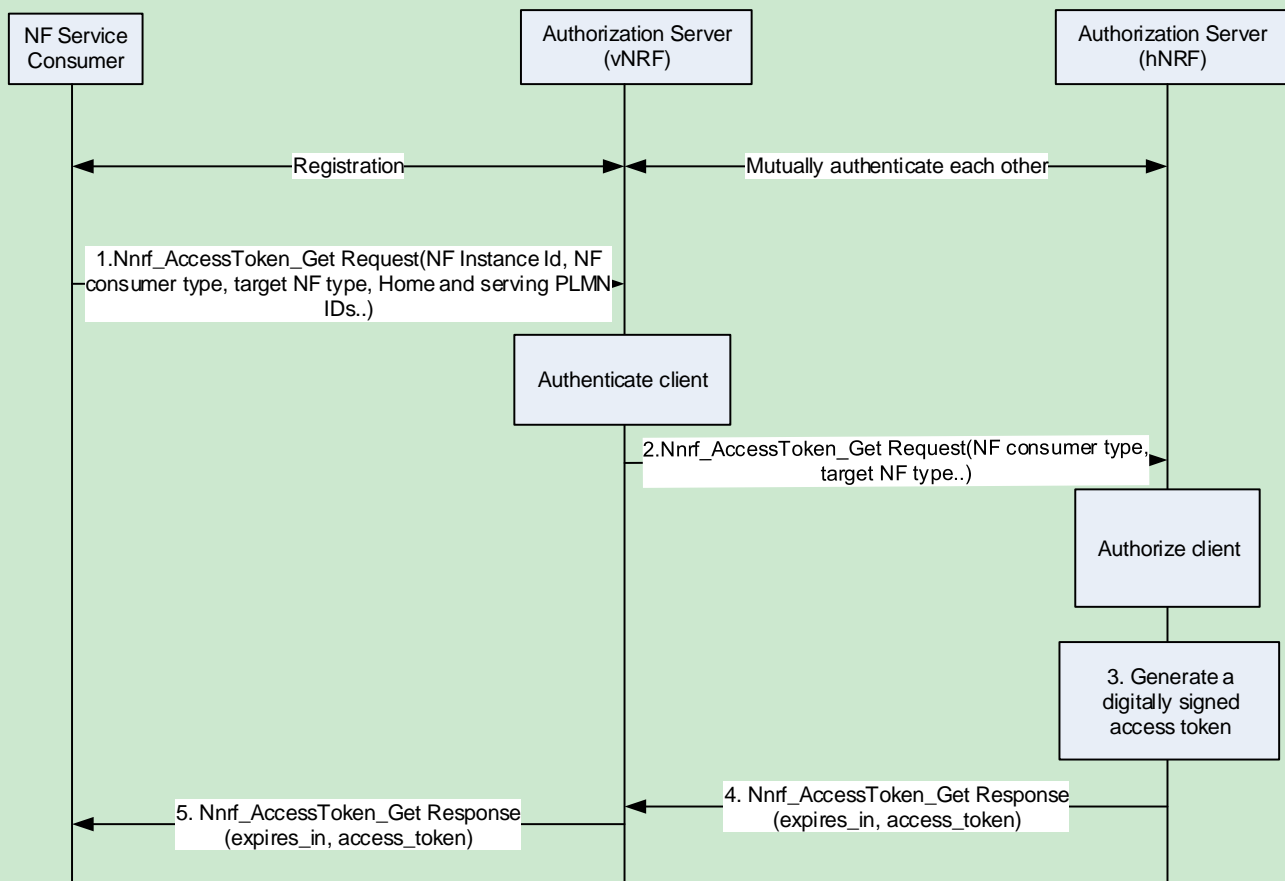 NF Service
Consumer
Authorization Server
(vNRF)
Authorization Server
(hNRF)
Registration
Mutually authenticate each other
1.Nnrf_AccessToken_Get Request(NF Instance Id, NF
consumer type, target NF type, Home and serving PLMN
IDs..)
Authenticate client
2.Nnrf_AccessToken_Get Request(NF consumer type,
target NF type..)
Authorize client
3. Generate a
digitally signed
access token
4. Nnrf_AccessToken_Get Response
(expires_in, access_token)
5. Nnrf_AccessToken_Get Response
(expires_in, access_token)